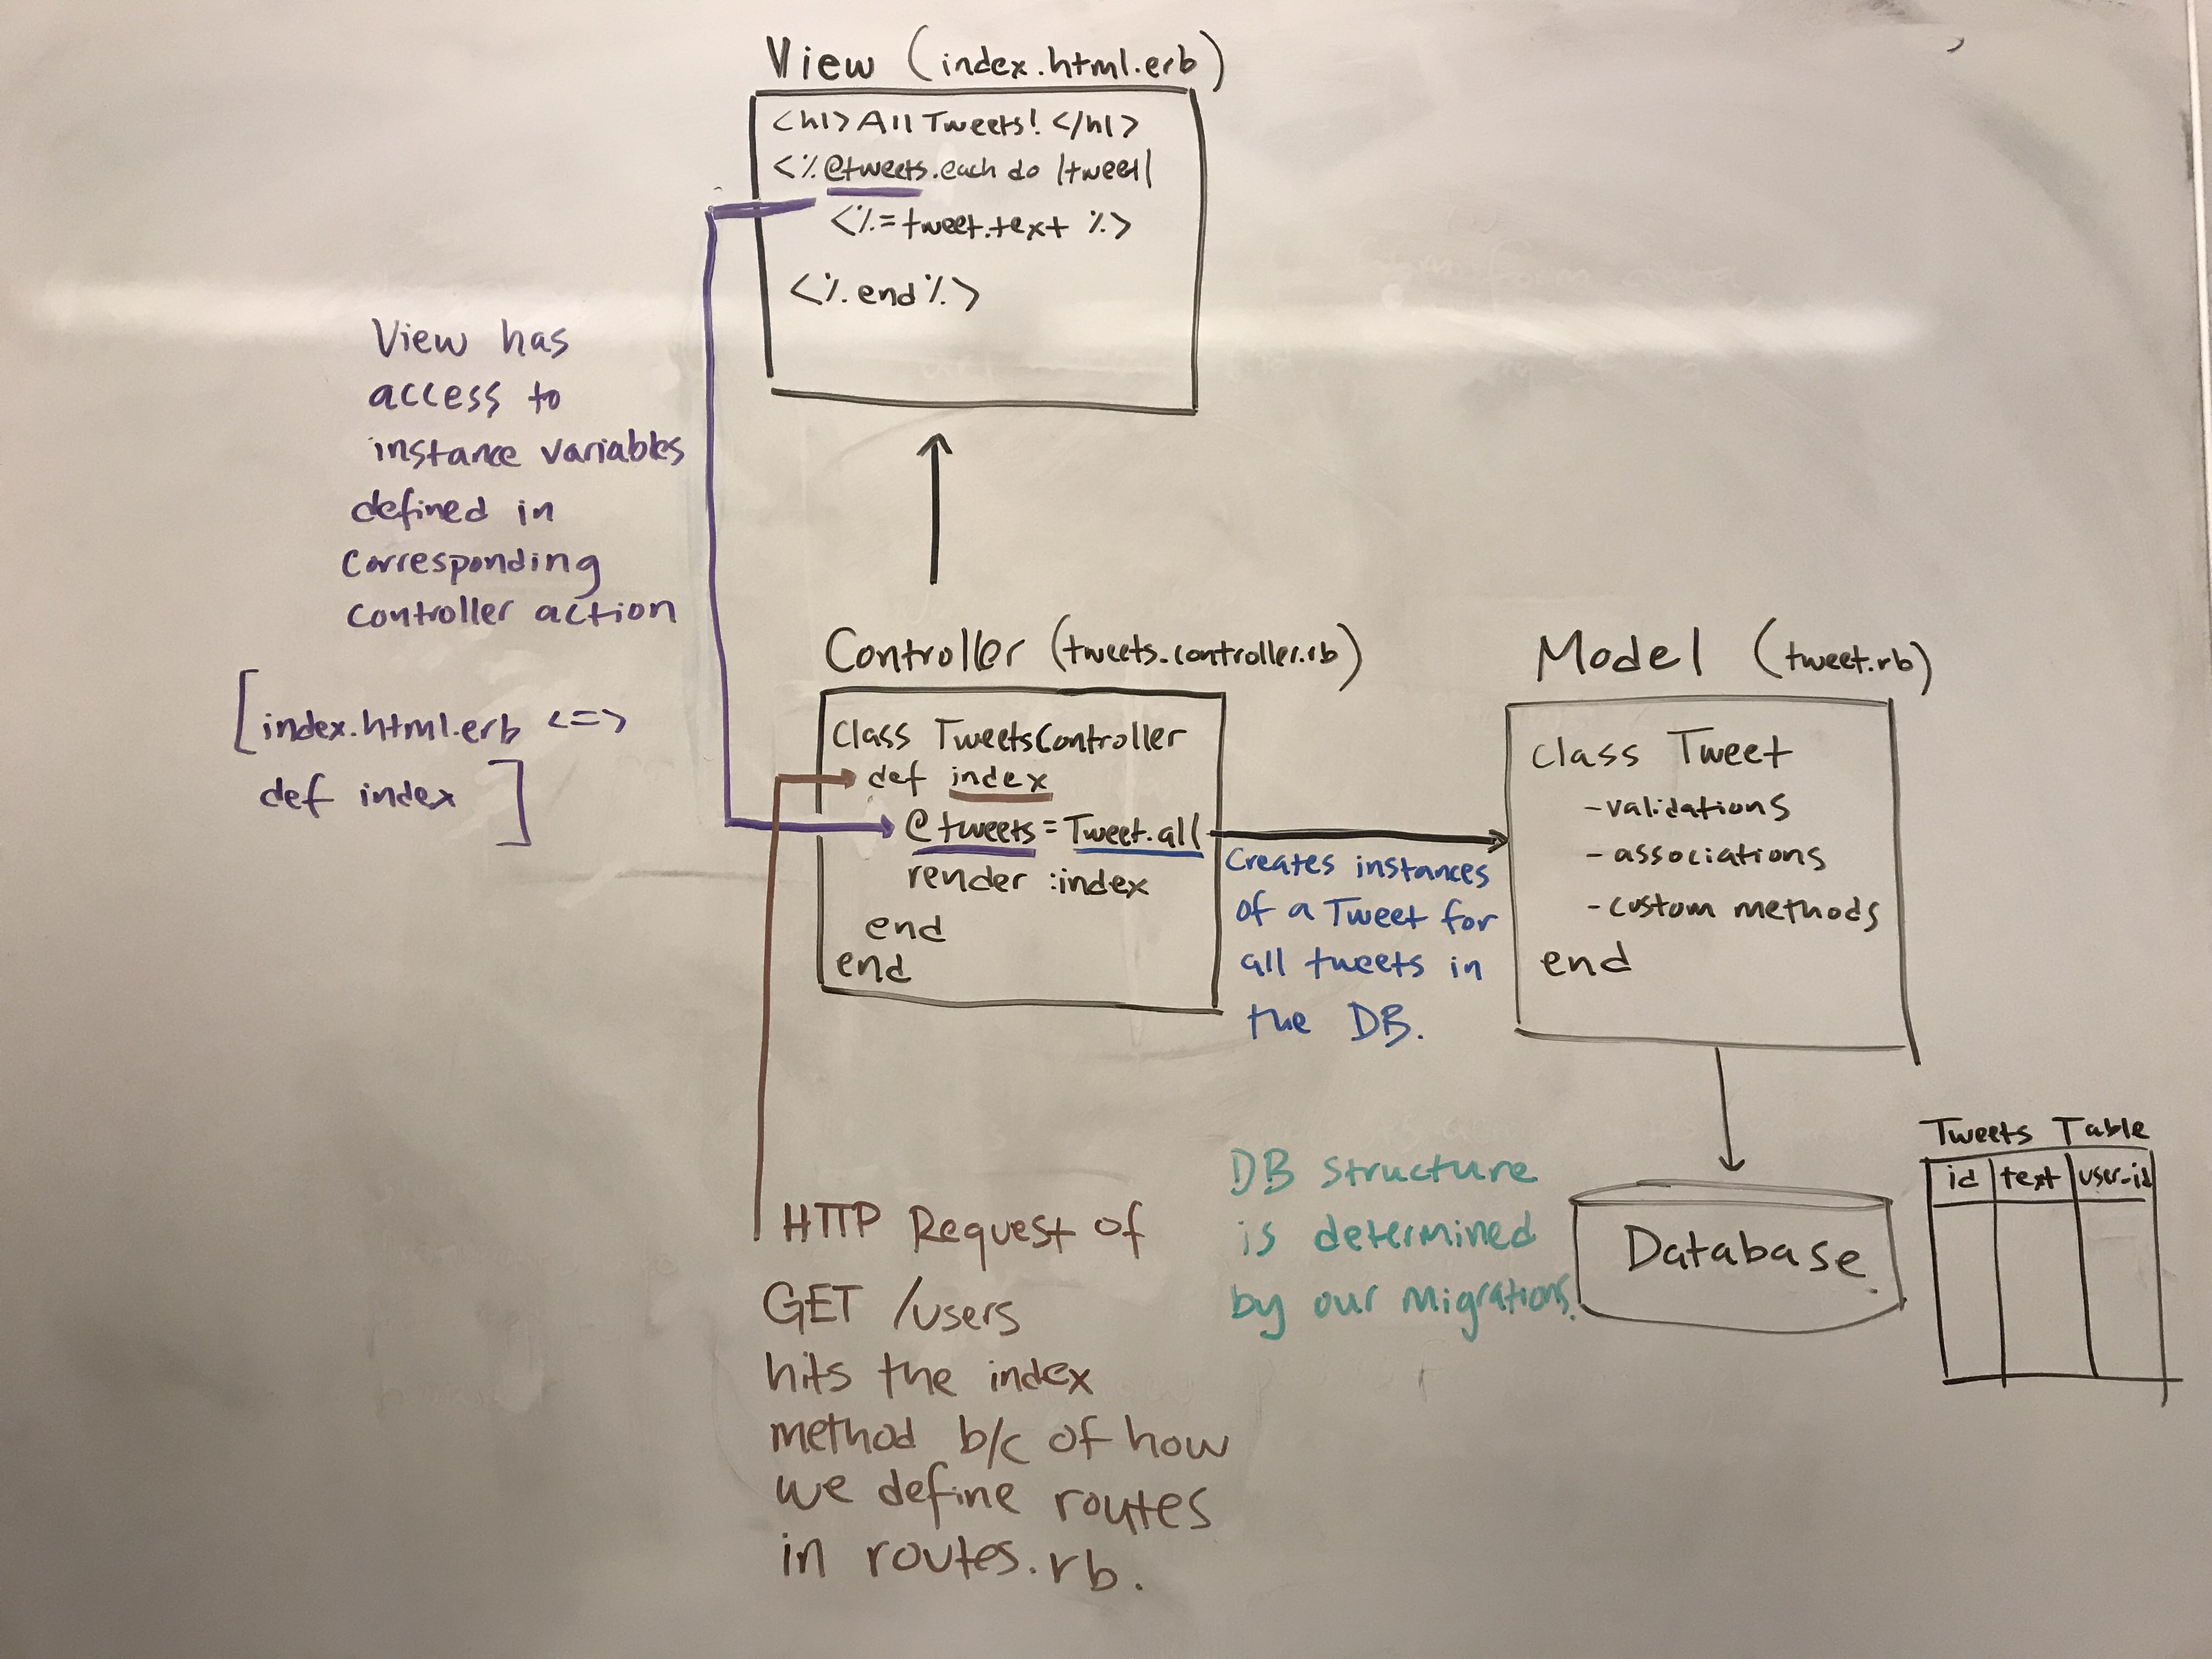 View (index.html.erb)
<h1>All Tweets!</h1>
<%@tweets.each do |tweet|
<%=tweet.text %>
<%end%>
View has
access to
instance variables
defined in
corresponding
controller action
[index.html.erb <=>
def index]
Controller (tweets_controller.rb)
class TweetsController
def index
@tweets=Tweet.all
render :index
end
end
Creates instances
of a Tweet for
all tweets in
the DB.
Model (tweet.rb)
class Tweet
-validations
-associations
-custom methods
end
HTTP Request of
GET /users
hits the index
method b/c of how
we define routes
in routes.rb.
DB structure
is determined
by our migrations.
Database
Tweets Table
id text user_id